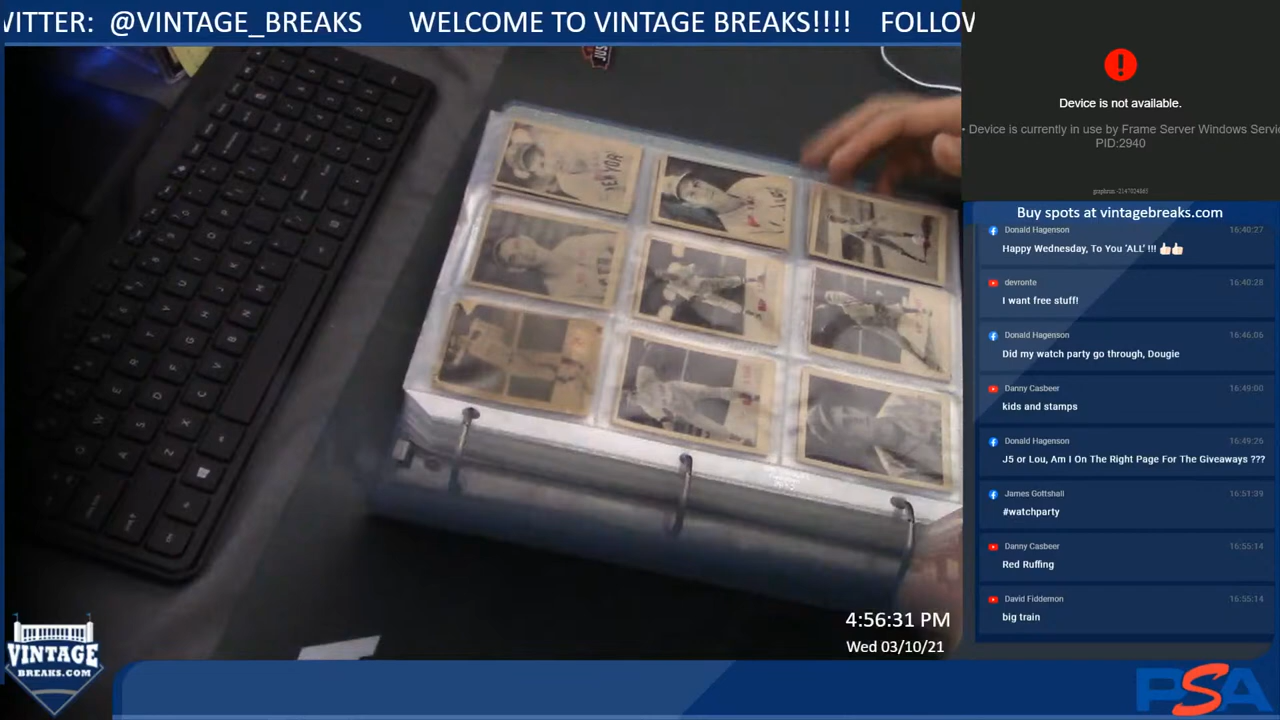 VITTER: @VINTAGE_BREAKS WELCOME TO VINTAGE BREAKS!!!! FOLLOW
Device is not available.
• Device is currently in use by Frame Server Windows Servi
PID:2940
Buy spots at vintagebreaks.com
Donald Hagenson 16:40:27
Happy Wednesday, To You 'ALL' !!! 👍🏻👍🏻
devronte 16:40:28
I want free stuff!
Donald Hagenson 16:46:06
Did my watch party go through, Dougie
Danny Casbeer 16:49:00
kids and stamps
Donald Hagenson 16:49:26
J5 or Lou, Am I On The Right Page For The Giveaways ???
James Gottshall 16:51:39
#watchparty
Danny Casbeer 16:55:14
Red Ruffing
David Fiddemon 16:55:14
big train
NEW YOR
JUS
4:56:31 PM
Wed 03/10/21
VINTAGE
BREAKS.COM
PSA